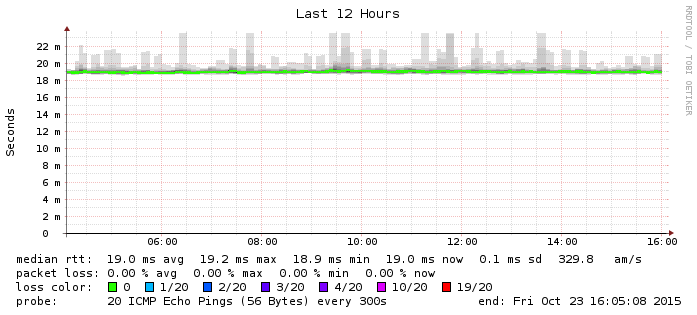 Last 12 Hours
RRDTOOL / TOBI OETIKER
Seconds
22 m
20 m
18 m
16 m
14 m
12 m
10 m
8 m
6 m
4 m
2 m
0
06:00 08:00 10:00 12:00 14:00 16:00
median rtt: 19.0 ms avg 19.2 ms max 18.9 ms min 19.0 ms now 0.1 ms sd 329.8 am/s
packet loss: 0.00 % avg 0.00 % max 0.00 % min 0.00 % now
loss color: 0 1/20 2/20 3/20 4/20 10/20 19/20
probe: 20 ICMP Echo Pings (56 Bytes) every 300s end: Fri Oct 23 16:05:08 2015